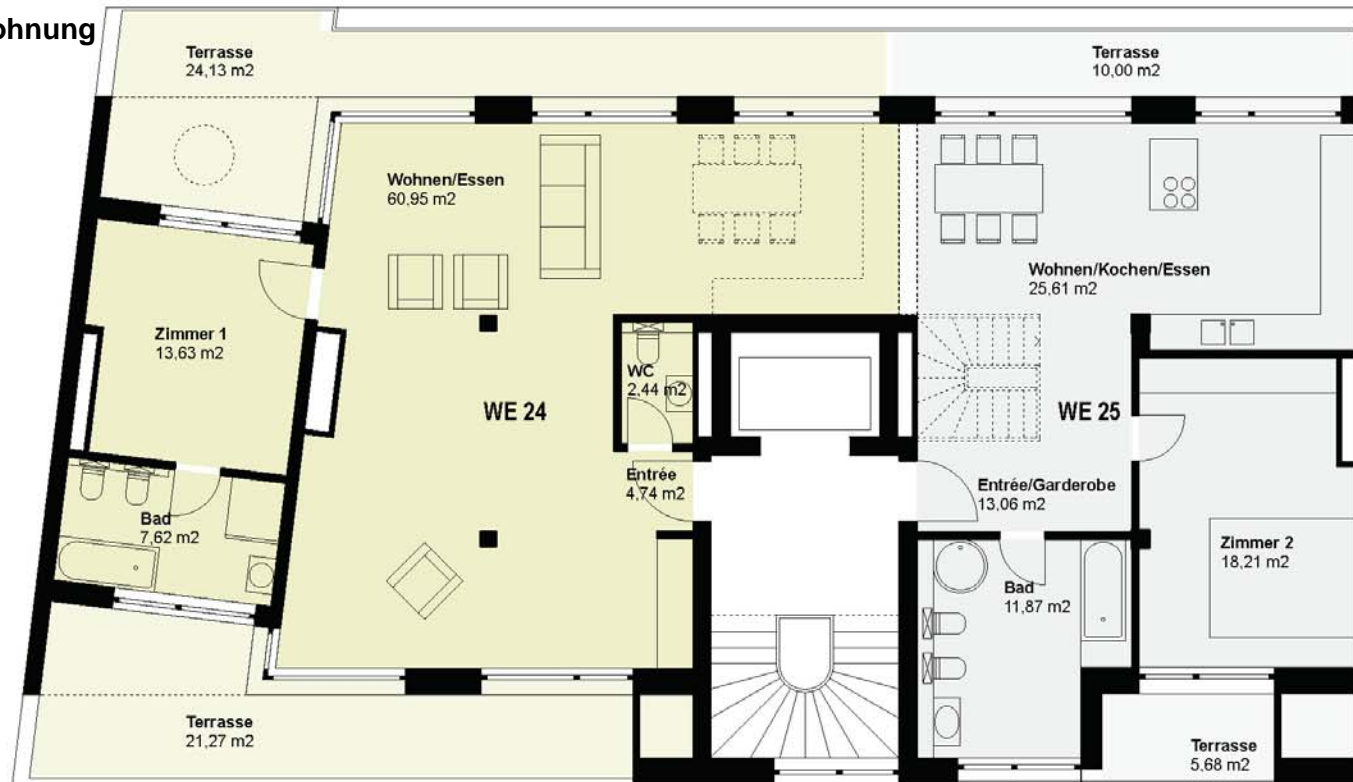 ohnung
Terrasse
24,13 m2
Terrasse
10,00 m2
Wohnen/Essen
60,95 m2
Wohnen/Kochen/Essen
25,61 m2
Zimmer 1
13,63 m2
WC
2,44 m2
WE 24
WE 25
Entrée
4,74 m2
Entrée/Garderobe
13,06 m2
Bad
7,62 m2
Zimmer 2
18,21 m2
Bad
11,87 m2
Terrasse
21,27 m2
Terrasse
5,68 m2